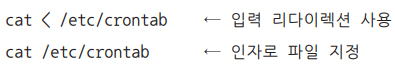 cat < /etc/crontab ← 입력 리다이렉션 사용
cat /etc/crontab ← 인자로 파일 지정